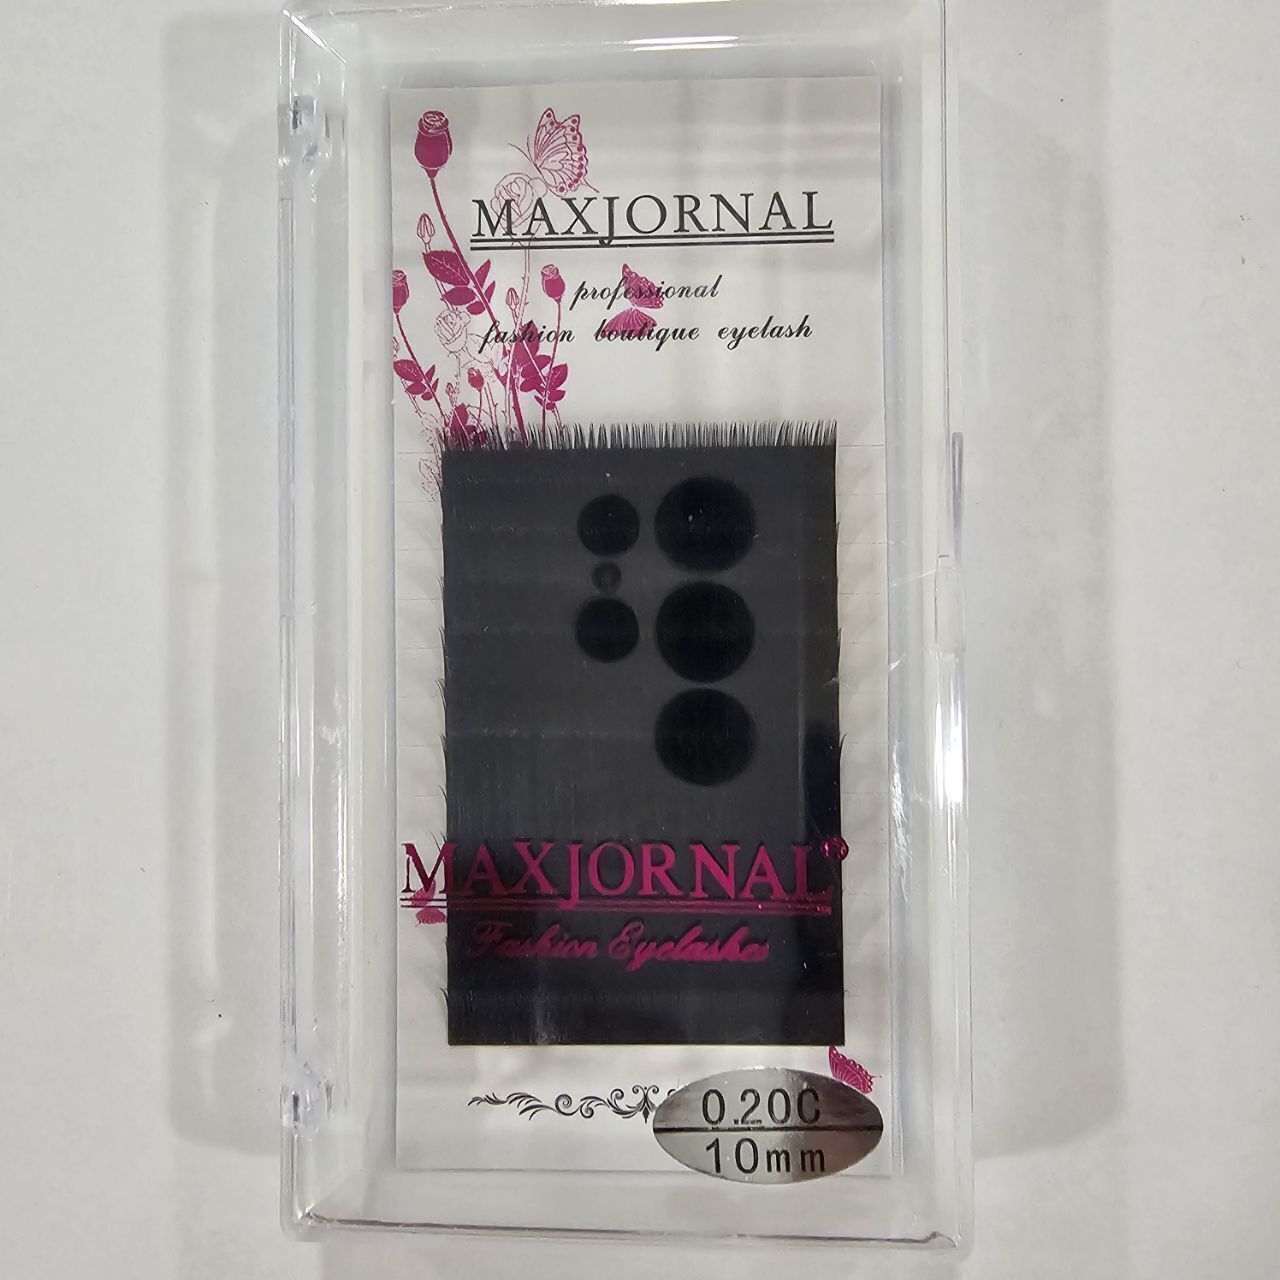 MAXJORNAL
professional
fashion boutique eyelash
MAXJORNAL®
Fashion Eyelashes
0.20C
10mm